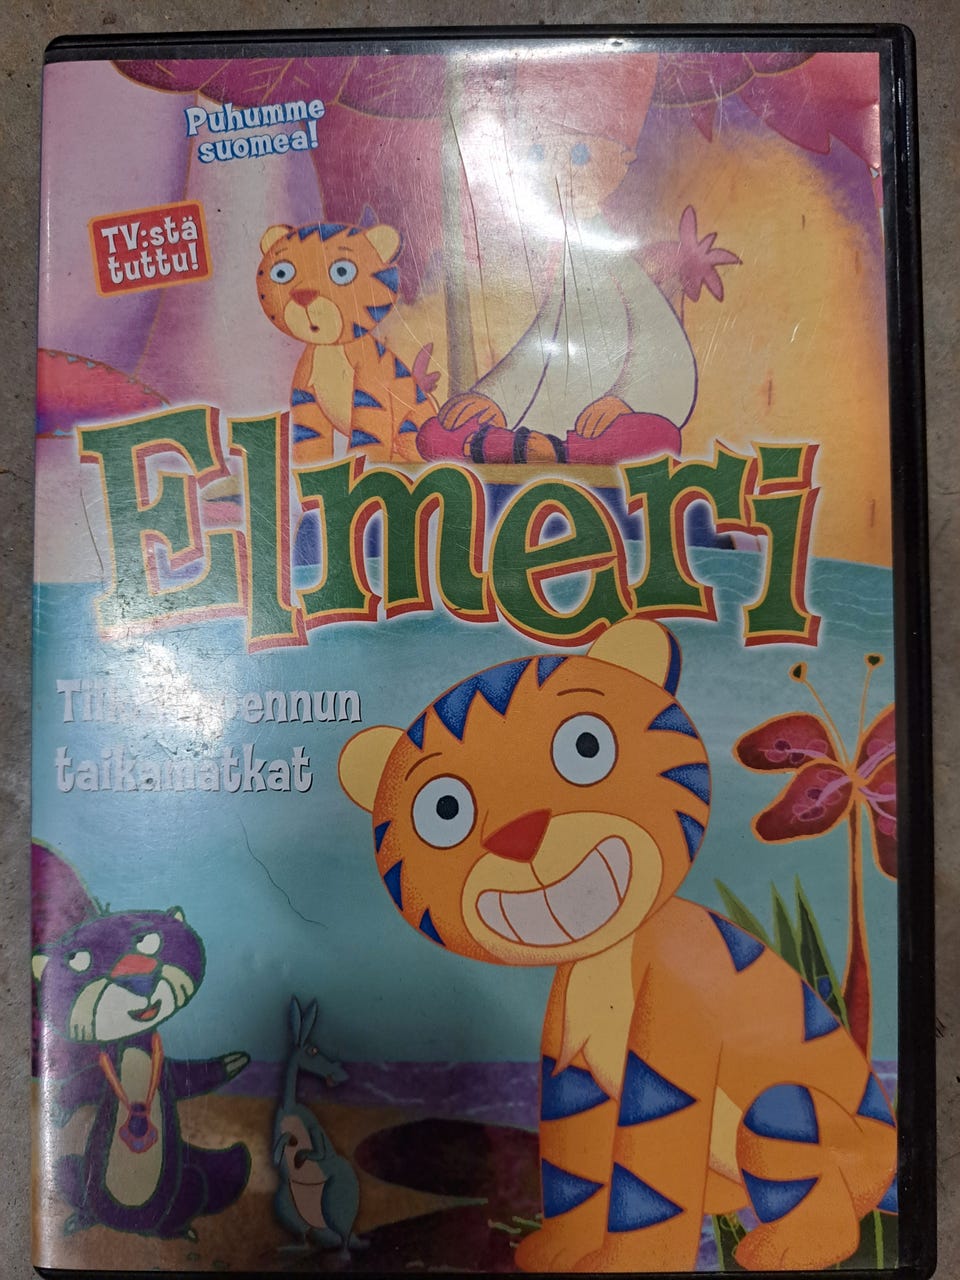 Puhumme
suomea!
TV:stä
tuttu!
Elmeri
taikamatkat